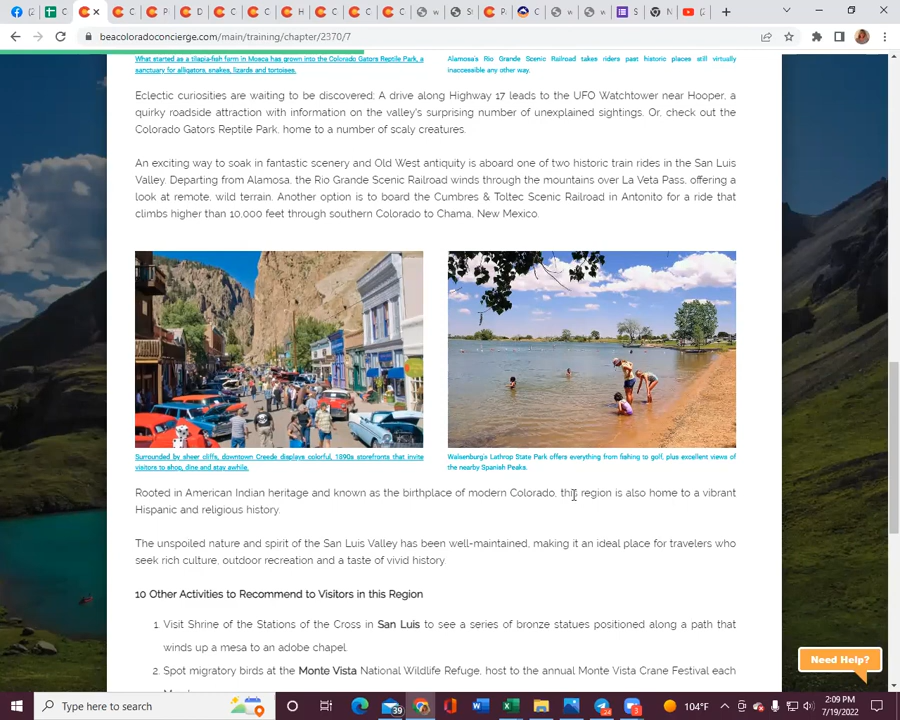 beacoloradoconcierge.com/main/training/chapter/2370/7
What started as a tilapia-fish farm in Mosca has grown into the Colorado Gators Reptile Park, a
sanctuary for alligators, snakes, lizards and tortoises.
Alamosa's Rio Grande Scenic Railroad takes riders past historic places still virtually
inaccessible any other way.
Eclectic curiosities are waiting to be discovered: A drive along Highway 17 leads to the UFO Watchtower near Hooper, a
quirky roadside attraction with information on the valley's surprising number of unexplained sightings. Or, check out the
Colorado Gators Reptile Park, home to a number of scaly creatures.
An exciting way to soak in fantastic scenery and Old West antiquity is aboard one of two historic train rides in the San Luis
Valley. Departing from Alamosa, the Rio Grande Scenic Railroad winds through the mountains over La Veta Pass, offering a
look at remote, wild terrain. Another option is to board the Cumbres & Toltec Scenic Railroad in Antonito for a ride that
climbs higher than 10,000 feet through southern Colorado to Chama, New Mexico.
Surrounded by sheer cliffs, downtown Creede displays colorful, 1890s storefronts that invite
visitors to shop, dine and stay awhile.
Walsenburg's Lathrop State Park offers everything from fishing to golf, plus excellent views of
the nearby Spanish Peaks.
Rooted in American Indian heritage and known as the birthplace of modern Colorado, this region is also home to a vibrant
Hispanic and religious history.
The unspoiled nature and spirit of the San Luis Valley has been well-maintained, making it an ideal place for travelers who
seek rich culture, outdoor recreation and a taste of vivid history.
10 Other Activities to Recommend to Visitors in this Region
1. Visit Shrine of the Stations of the Cross in San Luis to see a series of bronze statues positioned along a path that
winds up a mesa to an adobe chapel.
2. Spot migratory birds at the Monte Vista National Wildlife Refuge, host to the annual Monte Vista Crane Festival each
Need Help?
Type here to search
39
3
104°F
2:09 PM
7/19/2022